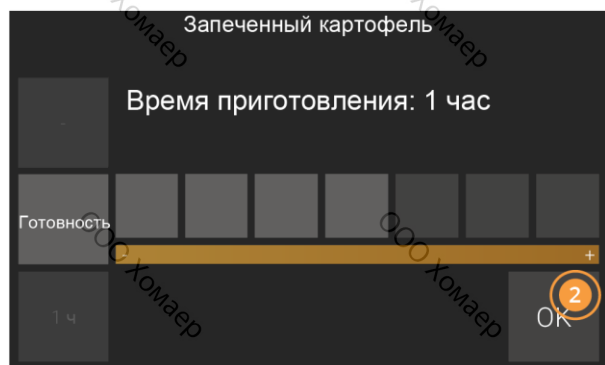 Запеченный картофель
Время приготовления: 1 час
-
Готовность
- +
1 ч
OK
2
ООО Хомаер
ООО Хомаер
ООО Хомаер
ООО Хомаер